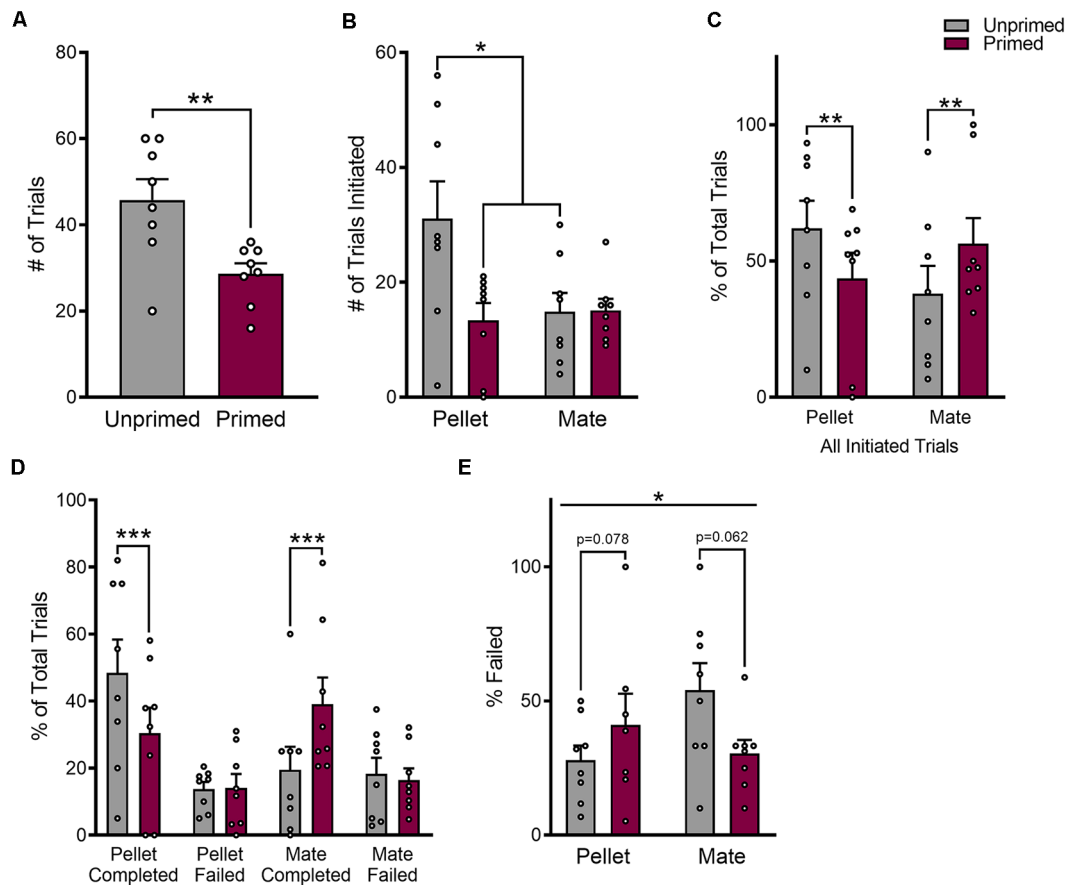 A
# of Trials
80
60
40
20
0
**
Unprimed
Primed
B
# of Trials Initiated
60
40
20
0
*
Pellet
Mate
C
Unprimed
Primed
% of Total Trials
100
50
0
**
**
Pellet
Mate
All Initiated Trials
D
% of Total Trials
100
80
60
40
20
0
***
***
Pellet
Completed
Pellet
Failed
Mate
Completed
Mate
Failed
E
% Failed
100
50
0
*
p=0.078
p=0.062
Pellet
Mate